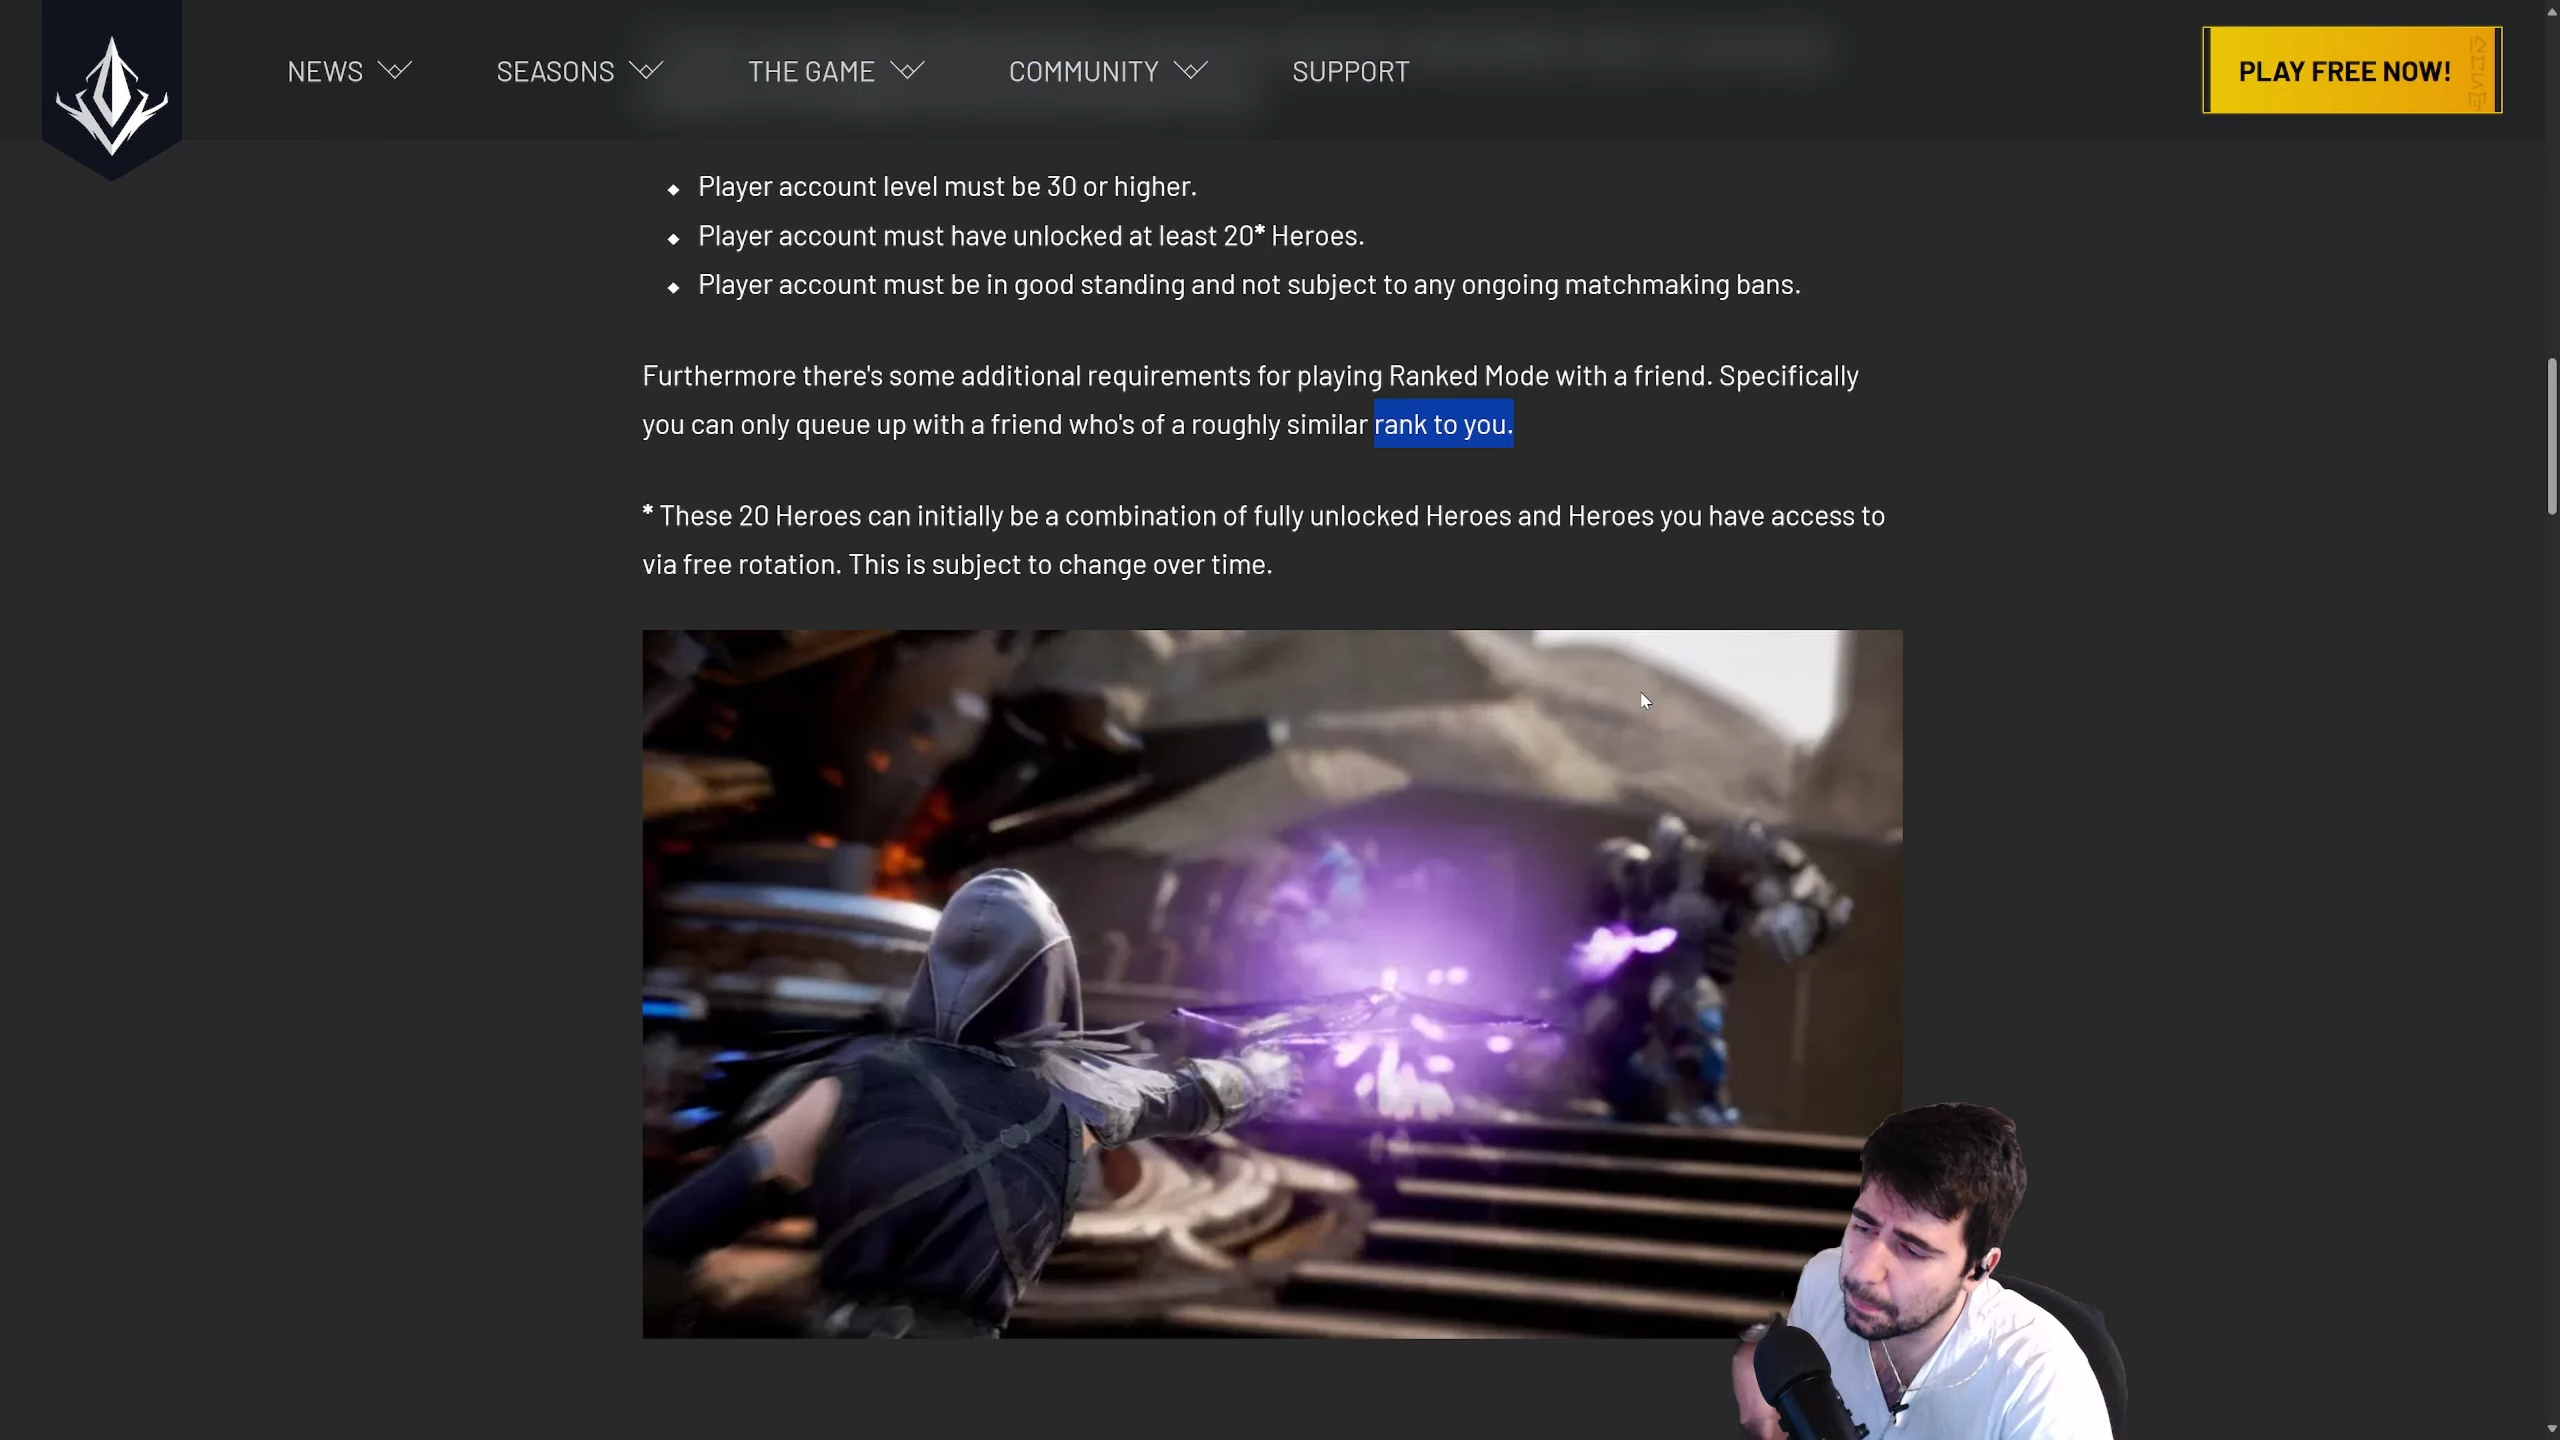 NEWS SEASONS THE GAME COMMUNITY SUPPORT PLAY FREE NOW!
Player account level must be 30 or higher.
Player account must have unlocked at least 20* Heroes.
Player account must be in good standing and not subject to any ongoing matchmaking bans.
Furthermore there's some additional requirements for playing Ranked Mode with a friend. Specifically
you can only queue up with a friend who's of a roughly similar rank to you.
* These 20 Heroes can initially be a combination of fully unlocked Heroes and Heroes you have access to
via free rotation. This is subject to change over time.